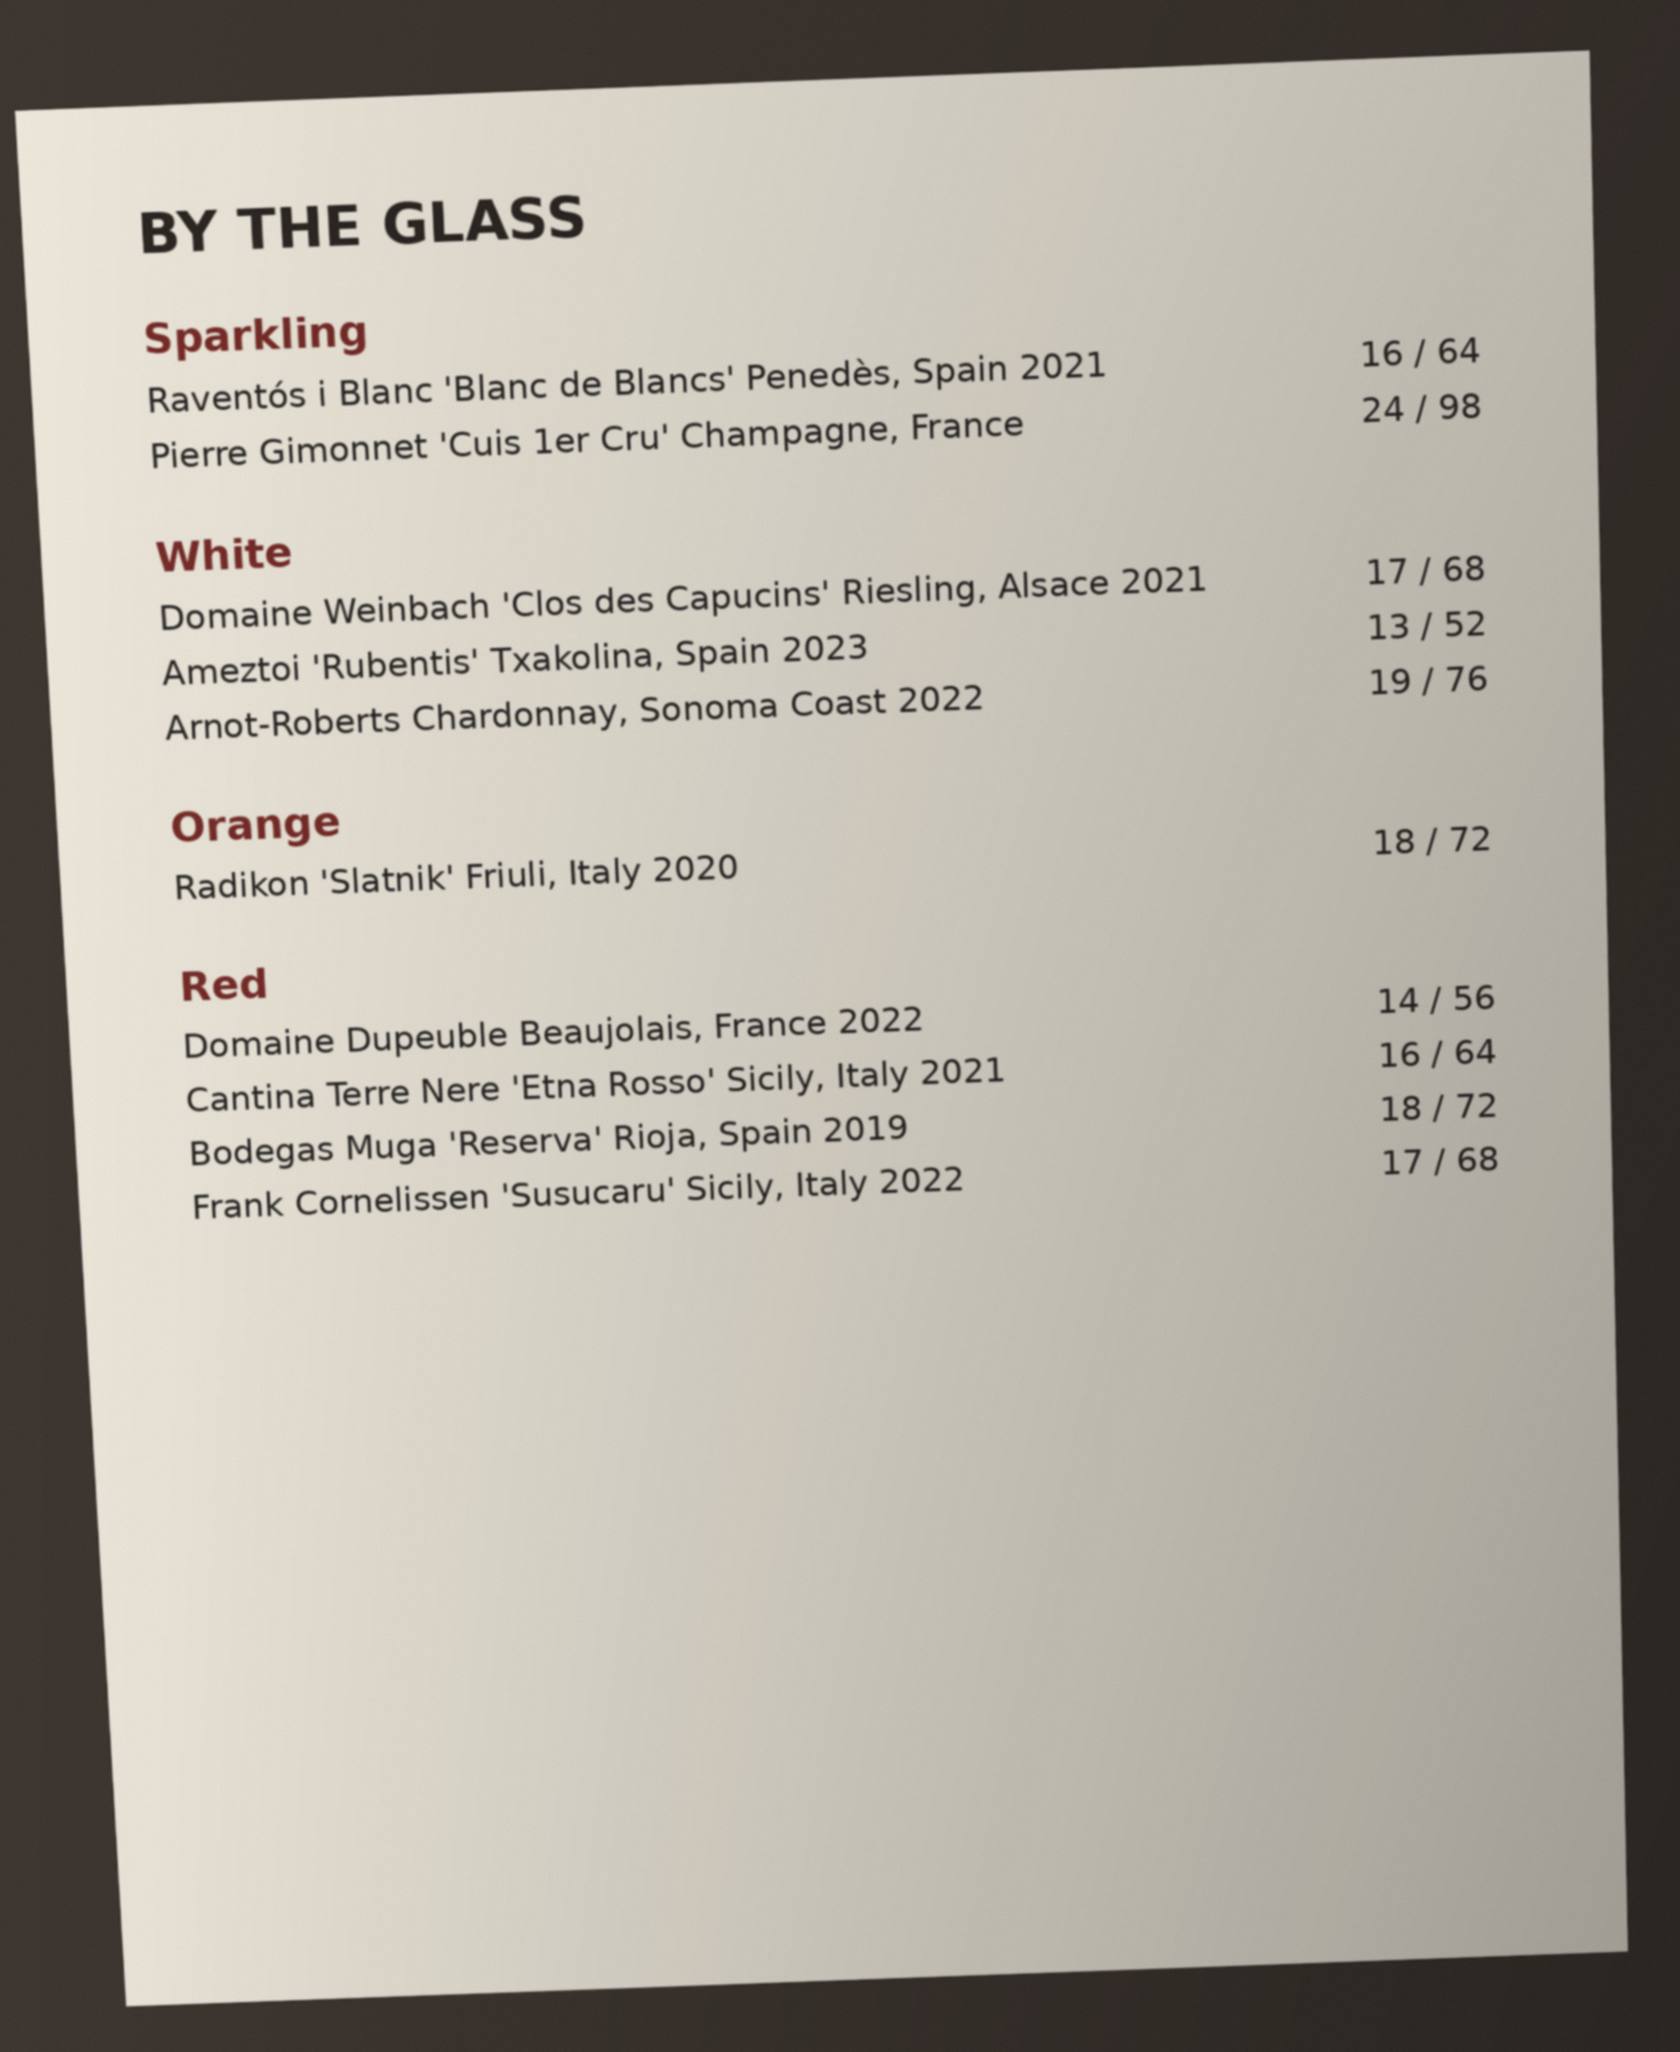 BY THE GLASS
Sparkling
Raventós i Blanc 'Blanc de Blancs' Penedès, Spain 2021 16 / 64
Pierre Gimonnet 'Cuis 1er Cru' Champagne, France 24 / 98
White
Domaine Weinbach 'Clos des Capucins' Riesling, Alsace 2021 17 / 68
Ameztoi 'Rubentis' Txakolina, Spain 2023 13 / 52
Arnot-Roberts Chardonnay, Sonoma Coast 2022 19 / 76
Orange
Radikon 'Slatnik' Friuli, Italy 2020 18 / 72
Red
Domaine Dupeuble Beaujolais, France 2022 14 / 56
Cantina Terre Nere 'Etna Rosso' Sicily, Italy 2021 16 / 64
Bodegas Muga 'Reserva' Rioja, Spain 2019 18 / 72
Frank Cornelissen 'Susucaru' Sicily, Italy 2022 17 / 68